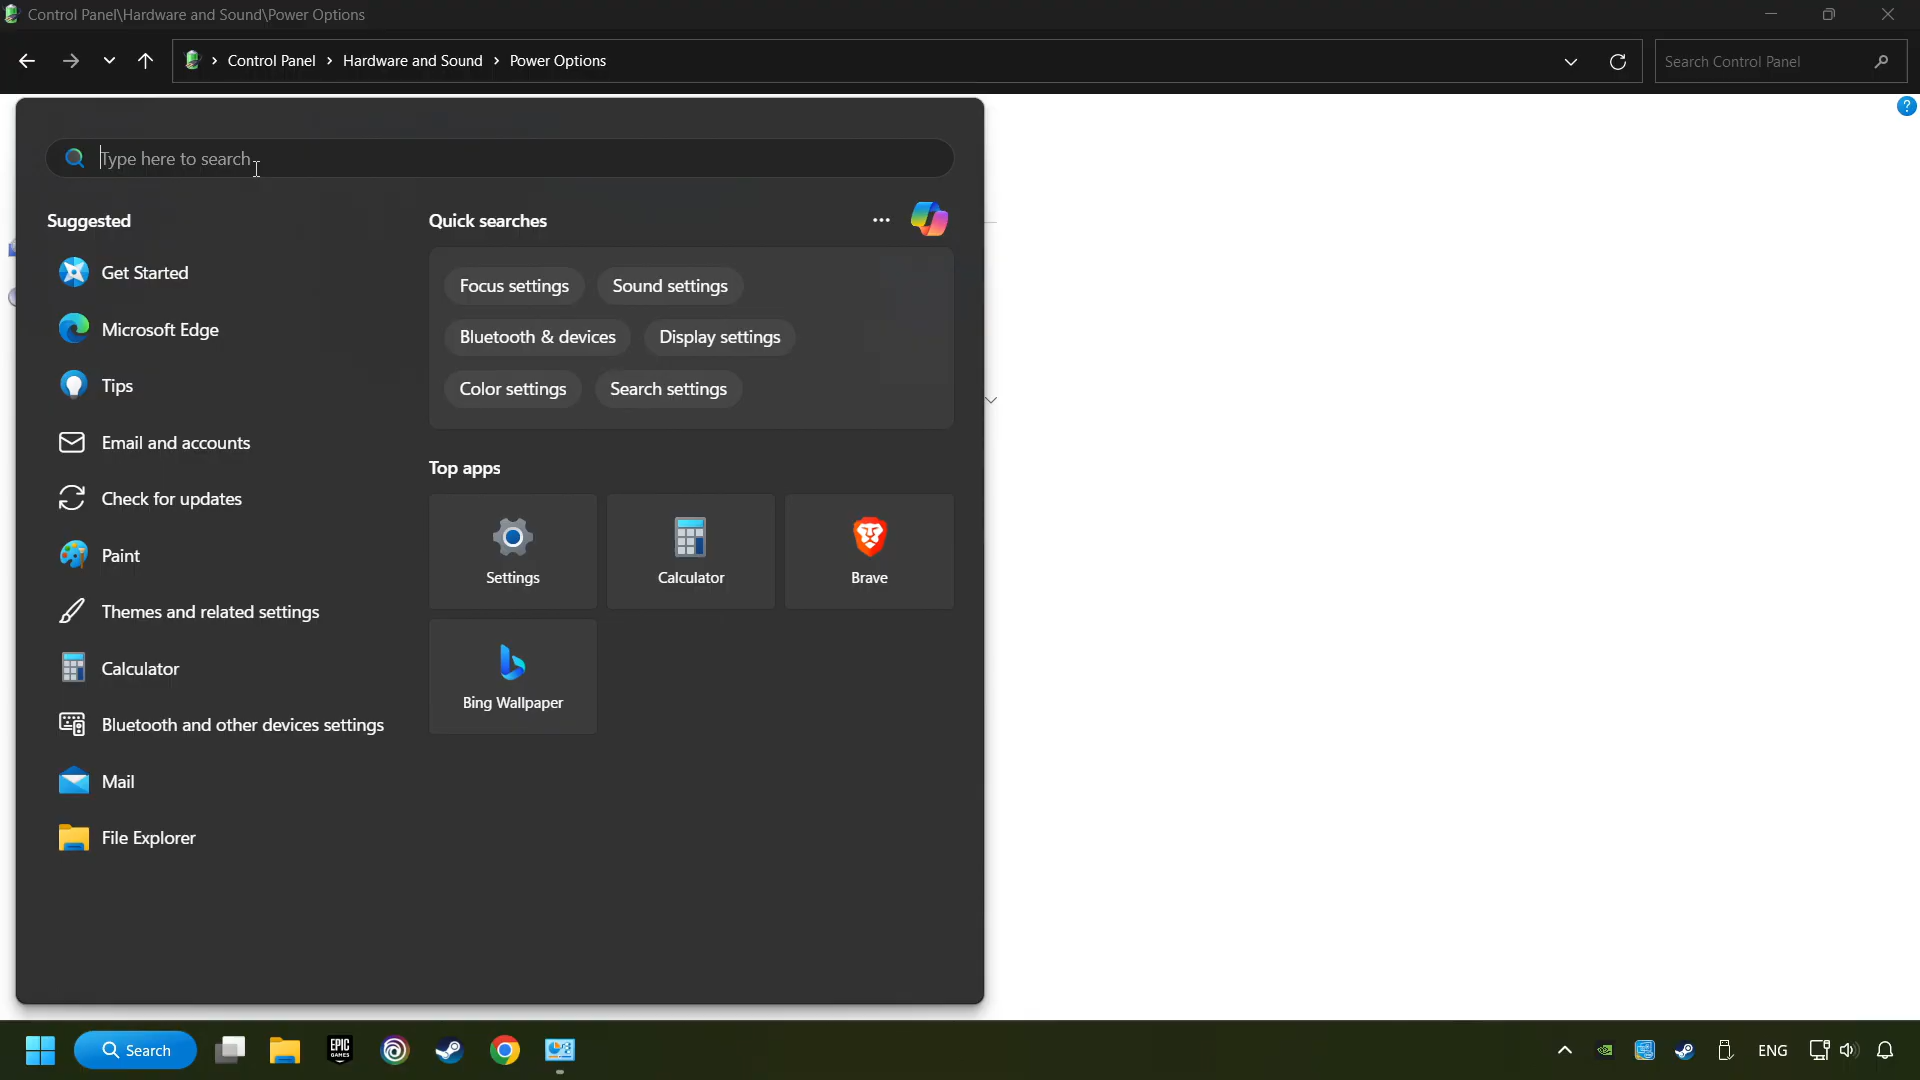 Control Panel\Hardware and Sound\Power Options
Control Panel > Hardware and Sound > Power Options
Search Control Panel
?
Type here to search
Suggested
Get Started
Microsoft Edge
Tips
Email and accounts
Check for updates
Paint
Themes and related settings
Calculator
Bluetooth and other devices settings
Mail
File Explorer
Quick searches
Focus settings
Sound settings
Bluetooth & devices
Display settings
Color settings
Search settings
Top apps
Settings
Calculator
Brave
Bing Wallpaper
Search
EPIC
GAMES
ENG